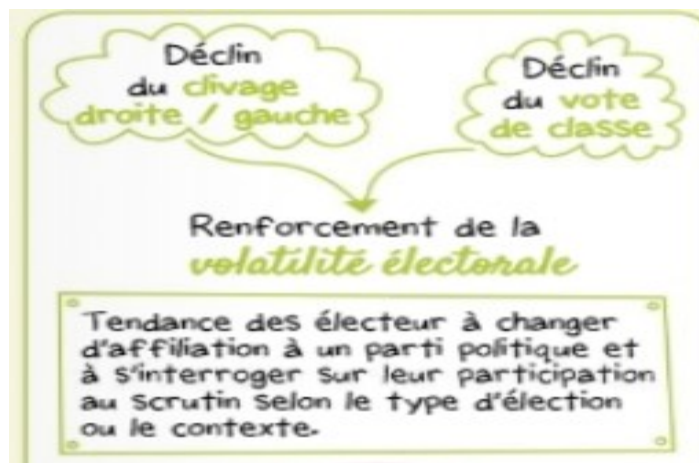 Déclin
du clivage
droite / gauche
Déclin
du vote
de classe
Renforcement de la
volatilité électorale
Tendance des électeur à changer
d'affiliation à un parti politique et
à s'interroger sur leur participation
au scrutin selon le type d'élection
ou le contexte.